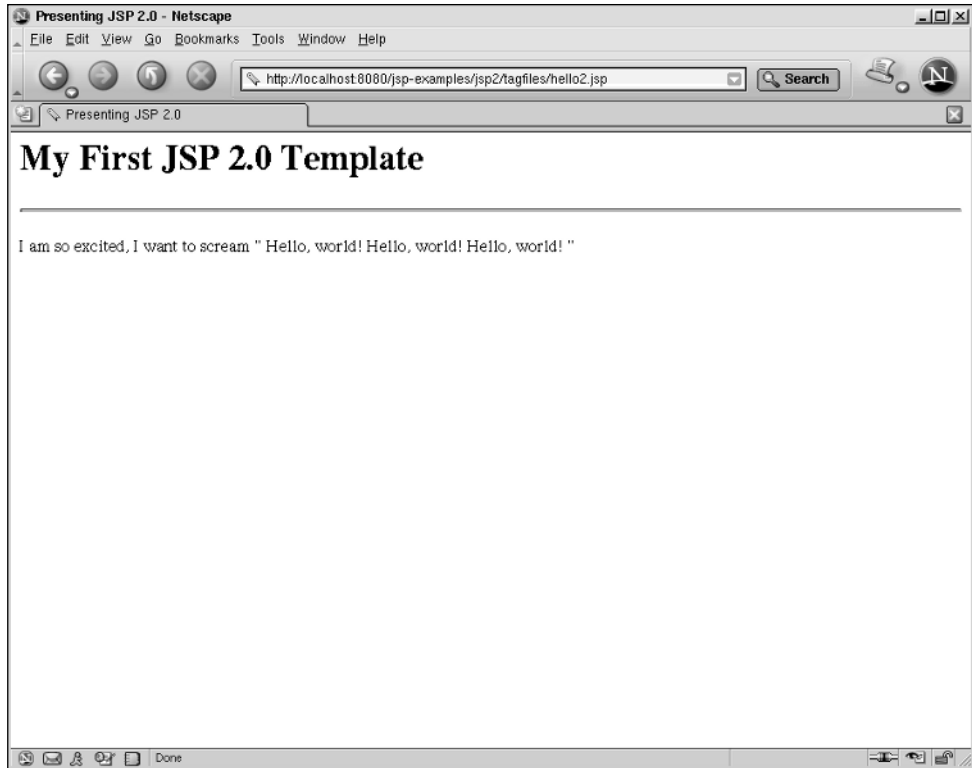 Presenting JSP 2.0 - Netscape
File Edit View Go Bookmarks Tools Window Help
http://localhost:8080/jsp-examples/jsp2/tagfiles/hello2.jsp Search N
Presenting JSP 2.0
My First JSP 2.0 Template
I am so excited, I want to scream " Hello, world! Hello, world! Hello, world! "
Done